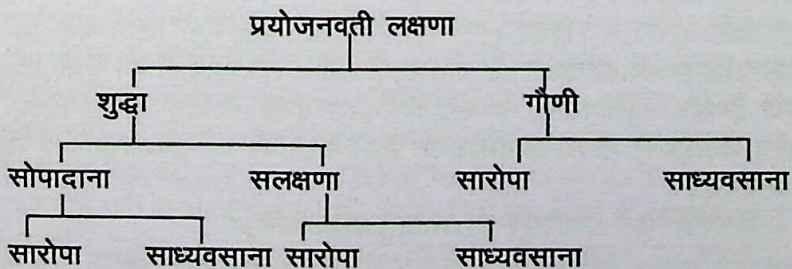 प्रयोजनवती लक्षणा
शुद्धा गौणी
सोपादाना सलक्षणा सारोपा साध्यवसाना
सारोपा साध्यवसाना सारोपा साध्यवसाना